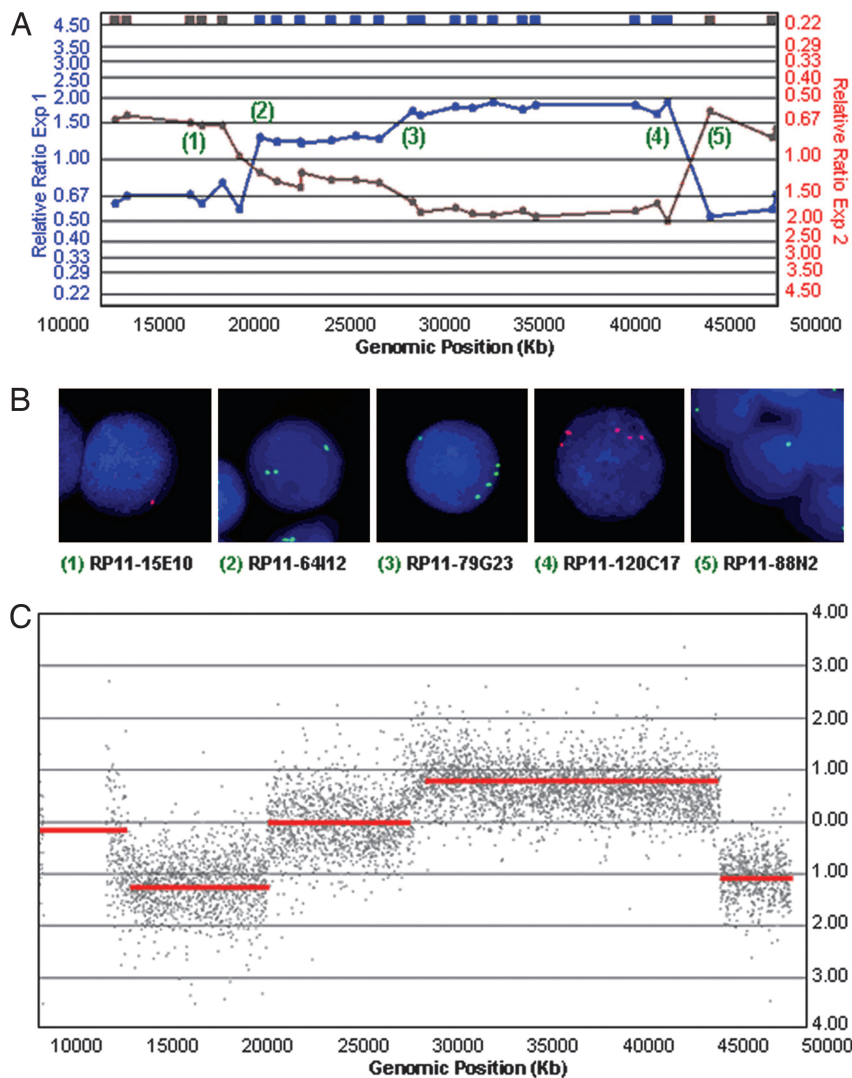 A
Relative Ratio Exp 1
4.50
3.50
3.00
2.50
2.00
1.50
1.00
0.67
0.50
0.40
0.33
0.29
0.22
(1)
(2)
(3)
(4)
(5)
0.22
0.29
0.33
0.40
0.50
0.67
1.00
1.50
2.00
2.50
3.00
3.50
4.50
Relative Ratio Exp 2
10000 15000 20000 25000 30000 35000 40000 45000 50000
Genomic Position (Kb)
B
(1) RP11-15E10
(2) RP11-64I12
(3) RP11-79G23
(4) RP11-120C17
(5) RP11-88N2
C
4.00
3.00
2.00
1.00
0.00
1.00
2.00
3.00
4.00
10000 15000 20000 25000 30000 35000 40000 45000 50000
Genomic Position (Kb)